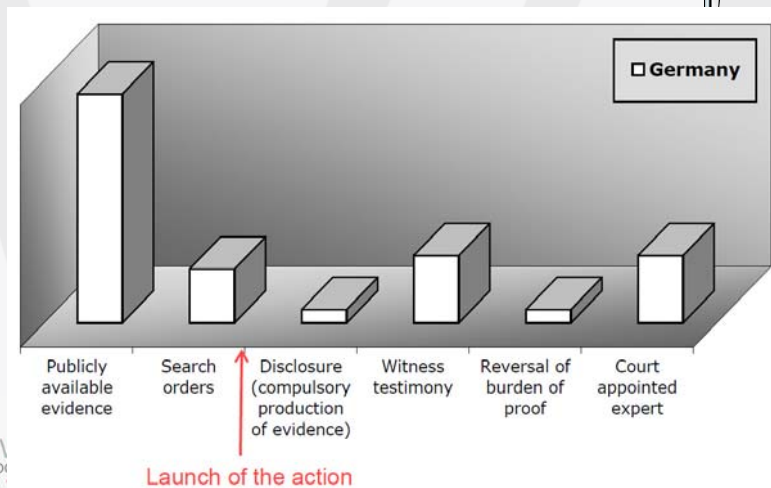 Germany
Publicly
available
evidence
Search
orders
Disclosure
(compulsory
production
of evidence)
Witness
testimony
Reversal of
burden of
proof
Court
appointed
expert
Launch of the action